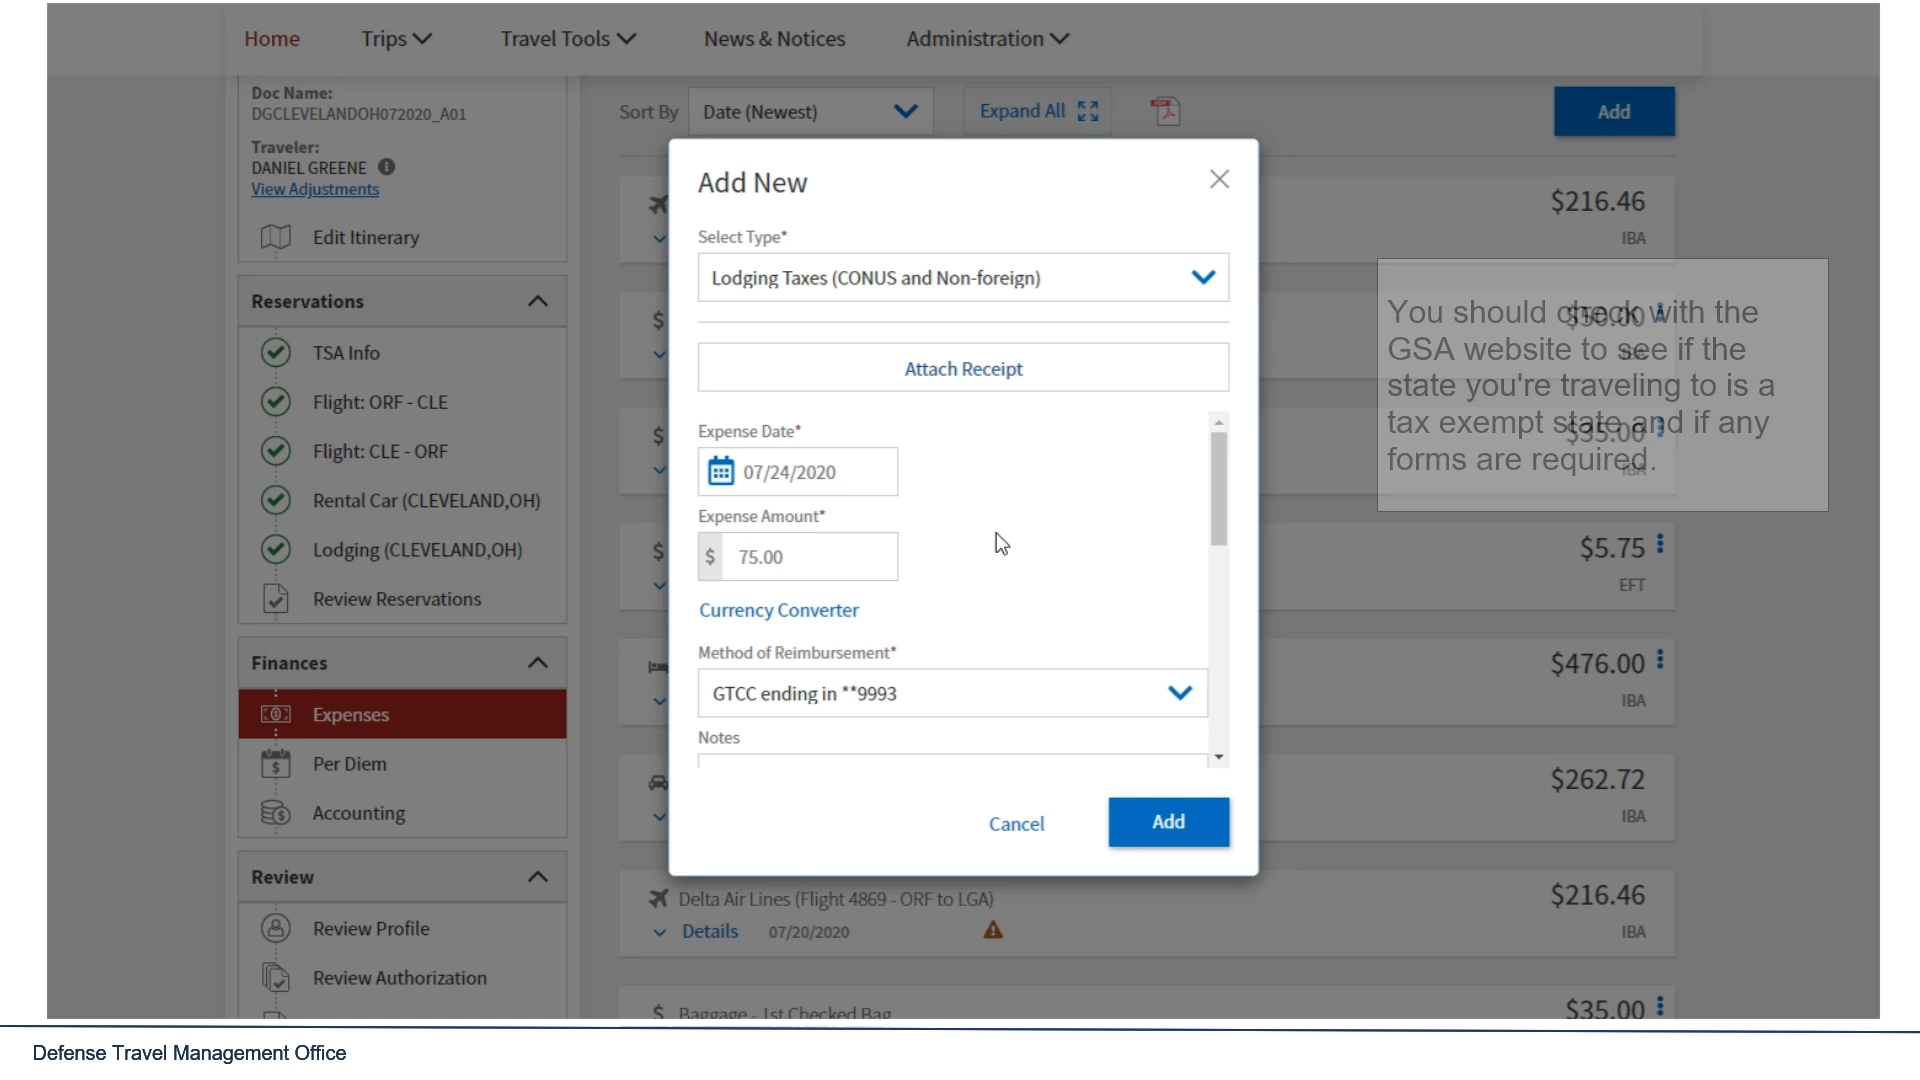 Home
Trips
Travel Tools
News & Notices
Administration
Doc Name:
DGCLEVELANDOH072020_A01
Traveler:
DANIEL GREENE
View Adjustments
Edit Itinerary
Reservations
TSA Info
Flight: ORF - CLE
Flight: CLE - ORF
Rental Car (CLEVELAND,OH)
Lodging (CLEVELAND,OH)
Review Reservations
Finances
Expenses
Per Diem
Accounting
Review
Review Profile
Review Authorization
Sort By
Date (Newest)
Expand All
Add
Add New
Select Type*
Lodging Taxes (CONUS and Non-foreign)
Attach Receipt
Expense Date*
07/24/2020
Expense Amount*
$ 75.00
Currency Converter
Method of Reimbursement*
GTCC ending in **9993
Notes
Cancel
Add
$216.46
IBA
You should check with the
GSA website to see if the
state you're traveling to is a
tax exempt state and if any
forms are required.
$35.00
IBA
$5.75
EFT
$476.00
IBA
$262.72
IBA
Delta Air Lines (Flight 4869 - ORF to LGA)
Details 07/20/2020
$216.46
IBA
Baggage - 1st Checked Bag
$35.00
Defense Travel Management Office